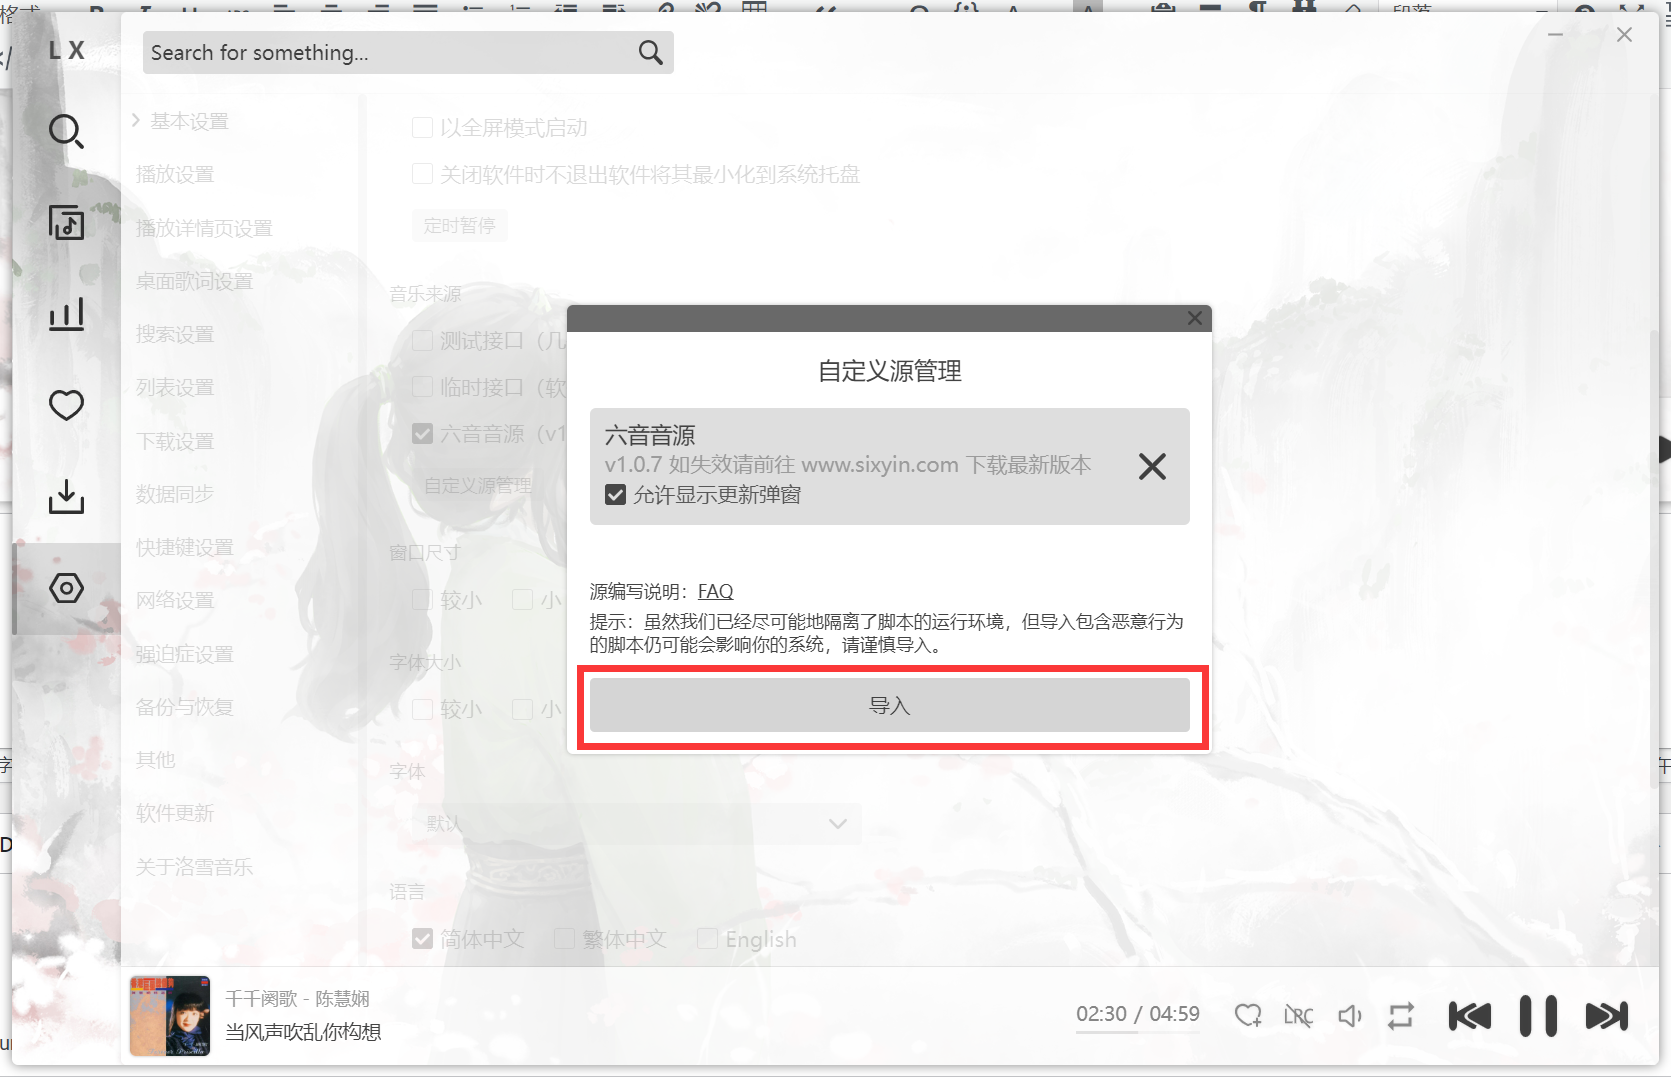 格式
段落
L X
Search for something...
基本设置
播放设置
播放详情页设置
桌面歌词设置
搜索设置
列表设置
下载设置
数据同步
快捷键设置
网络设置
强迫症设置
备份与恢复
其他
软件更新
关于洛雪音乐
以全屏模式启动
关闭软件时不退出软件将其最小化到系统托盘
定时暂停
音乐来源
测试接口（几
临时接口（软
六音音源（v1
自定义源管理
窗口尺寸
较小
小
字体大小
较小
小
字体
默认
语言
简体中文
繁体中文
English
自定义源管理
六音音源
v1.0.7 如失效请前往 www.sixyin.com 下载最新版本
允许显示更新弹窗
源编写说明：FAQ
提示：虽然我们已经尽可能地隔离了脚本的运行环境，但导入包含恶意行为
的脚本仍可能会影响你的系统，请谨慎导入。
导入
千千阕歌 - 陈慧娴
当风声吹乱你构想
02:30 / 04:59
LRC